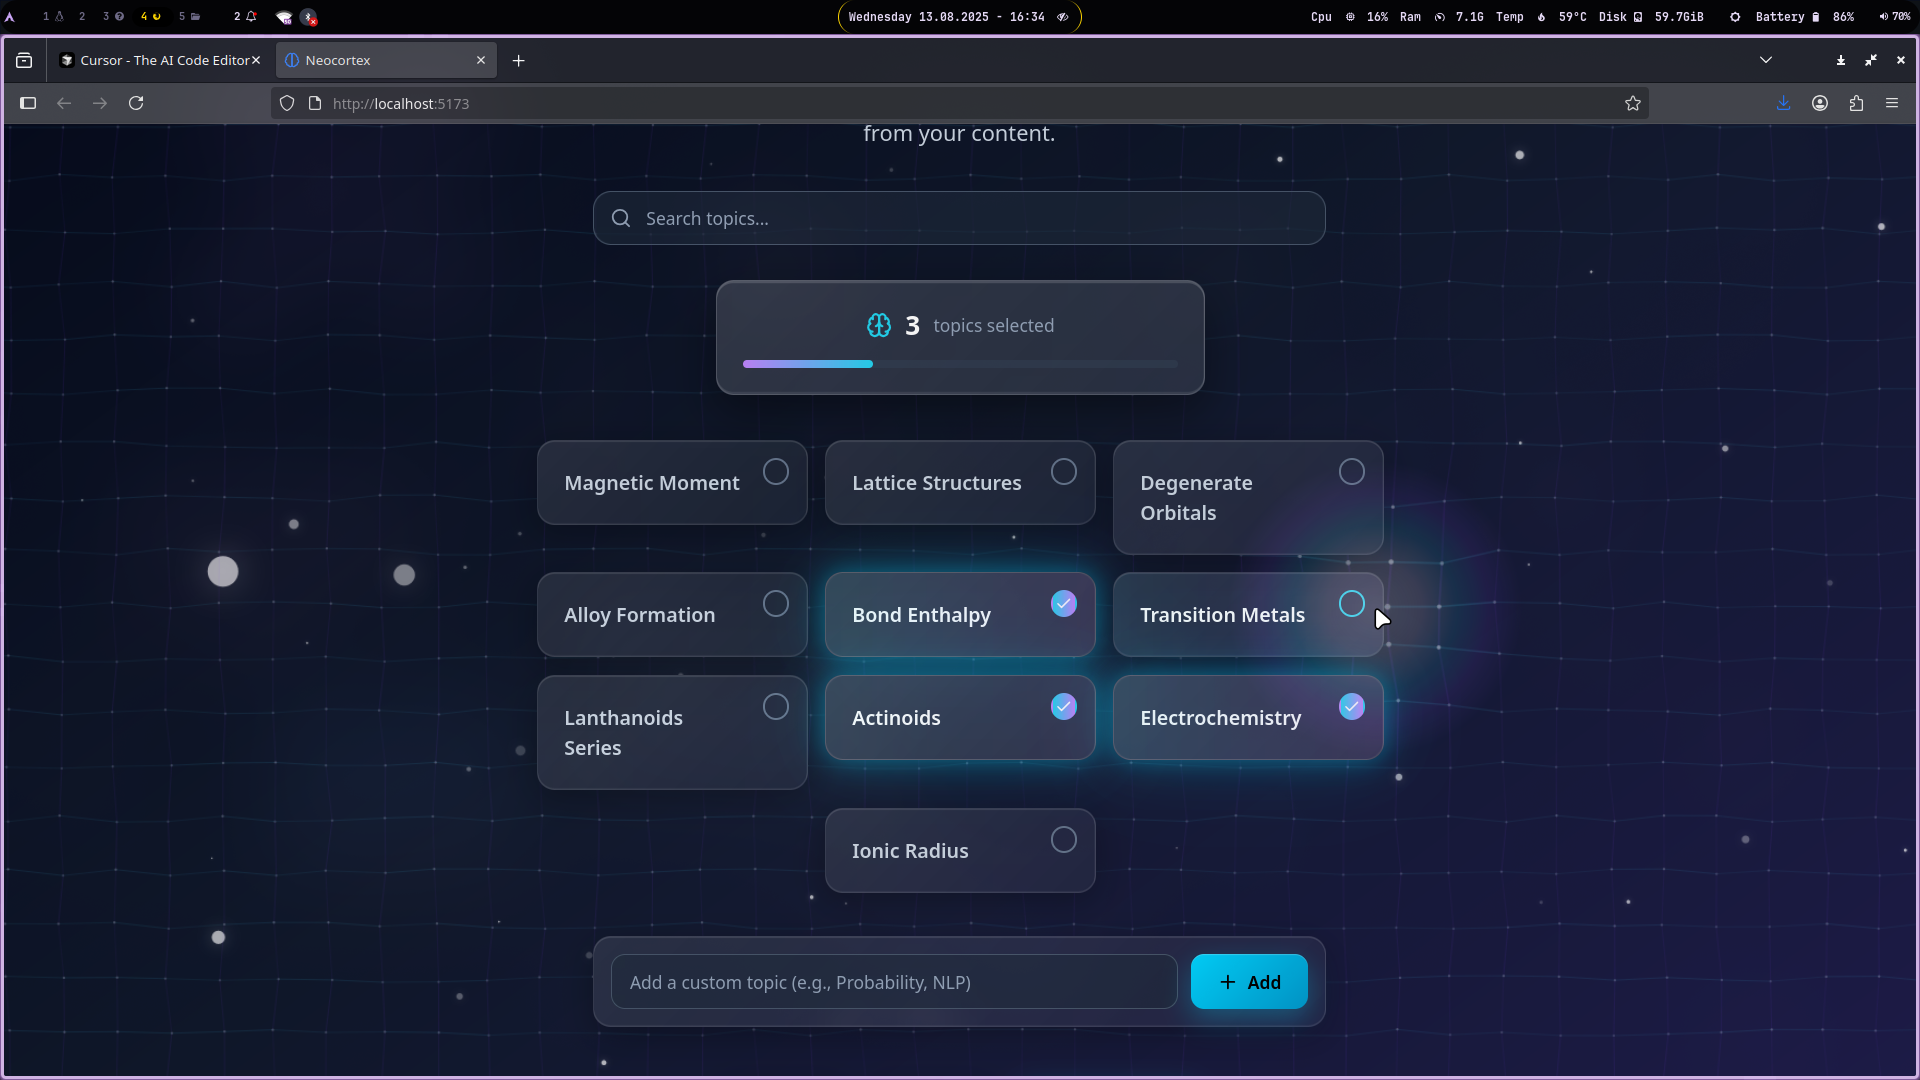 1 2 3 4 5 2 Wednesday 13.08.2025 - 16:34 Cpu 16% Ram 7.1G Temp 59°C Disk 59.7GiB Battery 86% 70%
Cursor - The AI Code Editor Neocortex
http://localhost:5173
from your content.
Search topics...
3 topics selected
Magnetic Moment
Lattice Structures
Degenerate
Orbitals
Alloy Formation
Bond Enthalpy
Transition Metals
Lanthanoids
Series
Actinoids
Electrochemistry
Ionic Radius
Add a custom topic (e.g., Probability, NLP)
+ Add